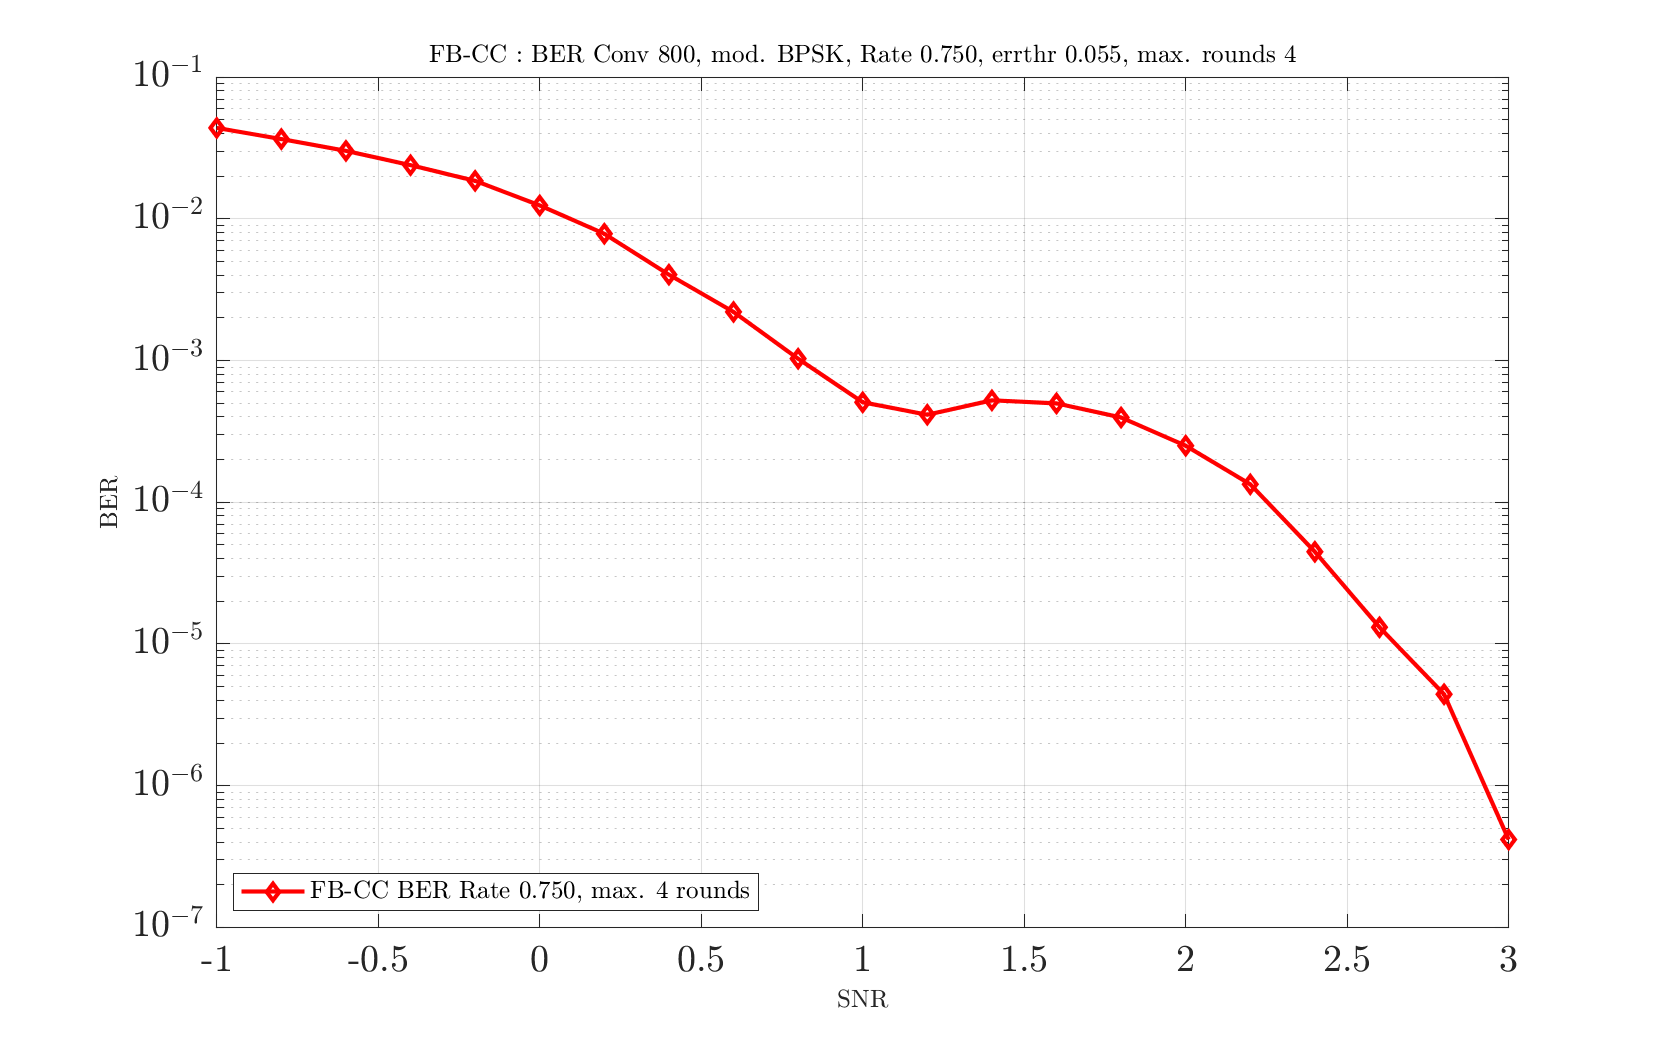 FB-CC : BER Conv 800, mod. BPSK, Rate 0.750, errthr 0.055, max. rounds 4
10^{-1}
10^{-2}
10^{-3}
10^{-4}
10^{-5}
10^{-6}
10^{-7}
BER
FB-CC BER Rate 0.750, max. 4 rounds
-1 -0.5 0 0.5 1 1.5 2 2.5 3
SNR